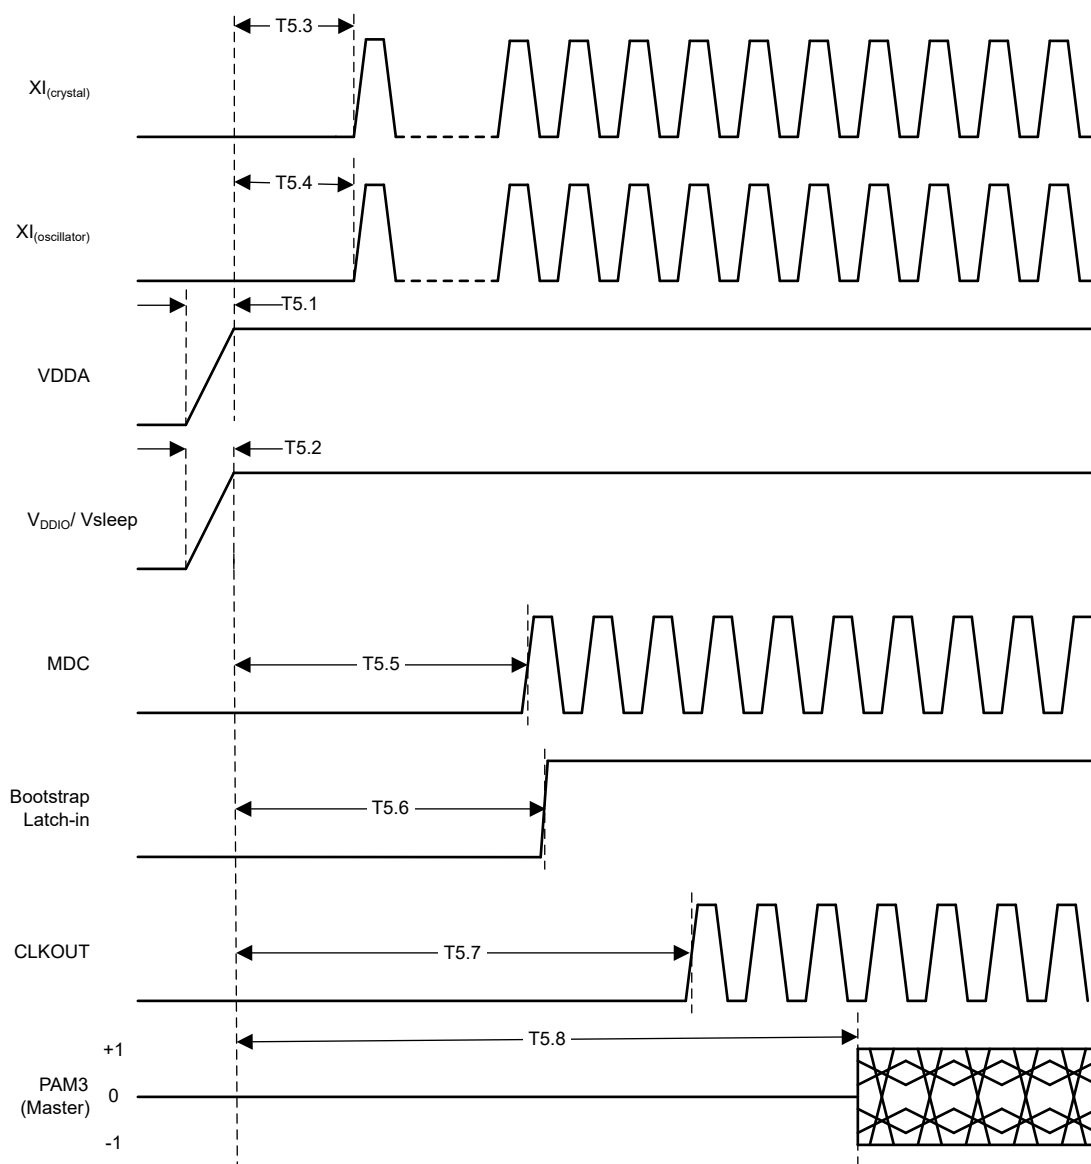 T5.3
XI(crystal)
T5.4
XI(oscillator)
T5.1
VDDA
T5.2
VDDIO/ Vsleep
MDC
T5.5
Bootstrap
Latch-in
T5.6
CLKOUT
T5.7
T5.8
+1
PAM3
(Master)
0
-1